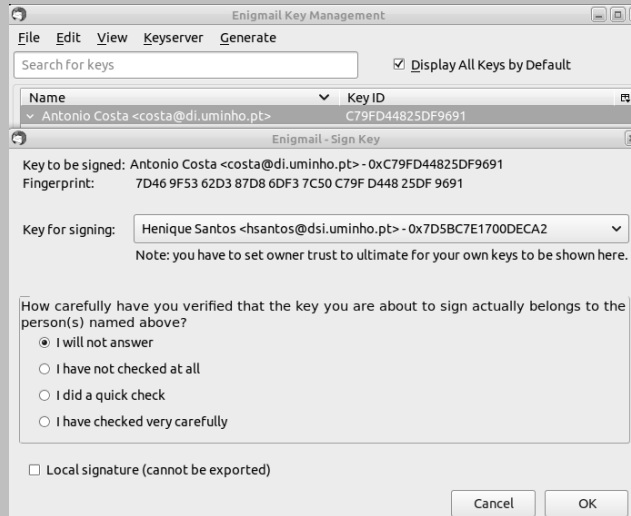 Enigmail Key Management
File Edit View Keyserver Generate
Search for keys
Display All Keys by Default
Name Key ID
Antonio Costa <costa@di.uminho.pt> C79FD44825DF9691
Enigmail - Sign Key
Key to be signed: Antonio Costa <costa@di.uminho.pt> - 0xC79FD44825DF9691
Fingerprint: 7D46 9F53 62D3 87D8 6DF3 7C50 C79F D448 25DF 9691
Key for signing: Henique Santos <hsantos@dsi.uminho.pt> - 0x7D5BC7E1700DECA2
Note: you have to set owner trust to ultimate for your own keys to be shown here.
How carefully have you verified that the key you are about to sign actually belongs to the
person(s) named above?
I will not answer
I have not checked at all
I did a quick check
I have checked very carefully
Local signature (cannot be exported)
Cancel OK